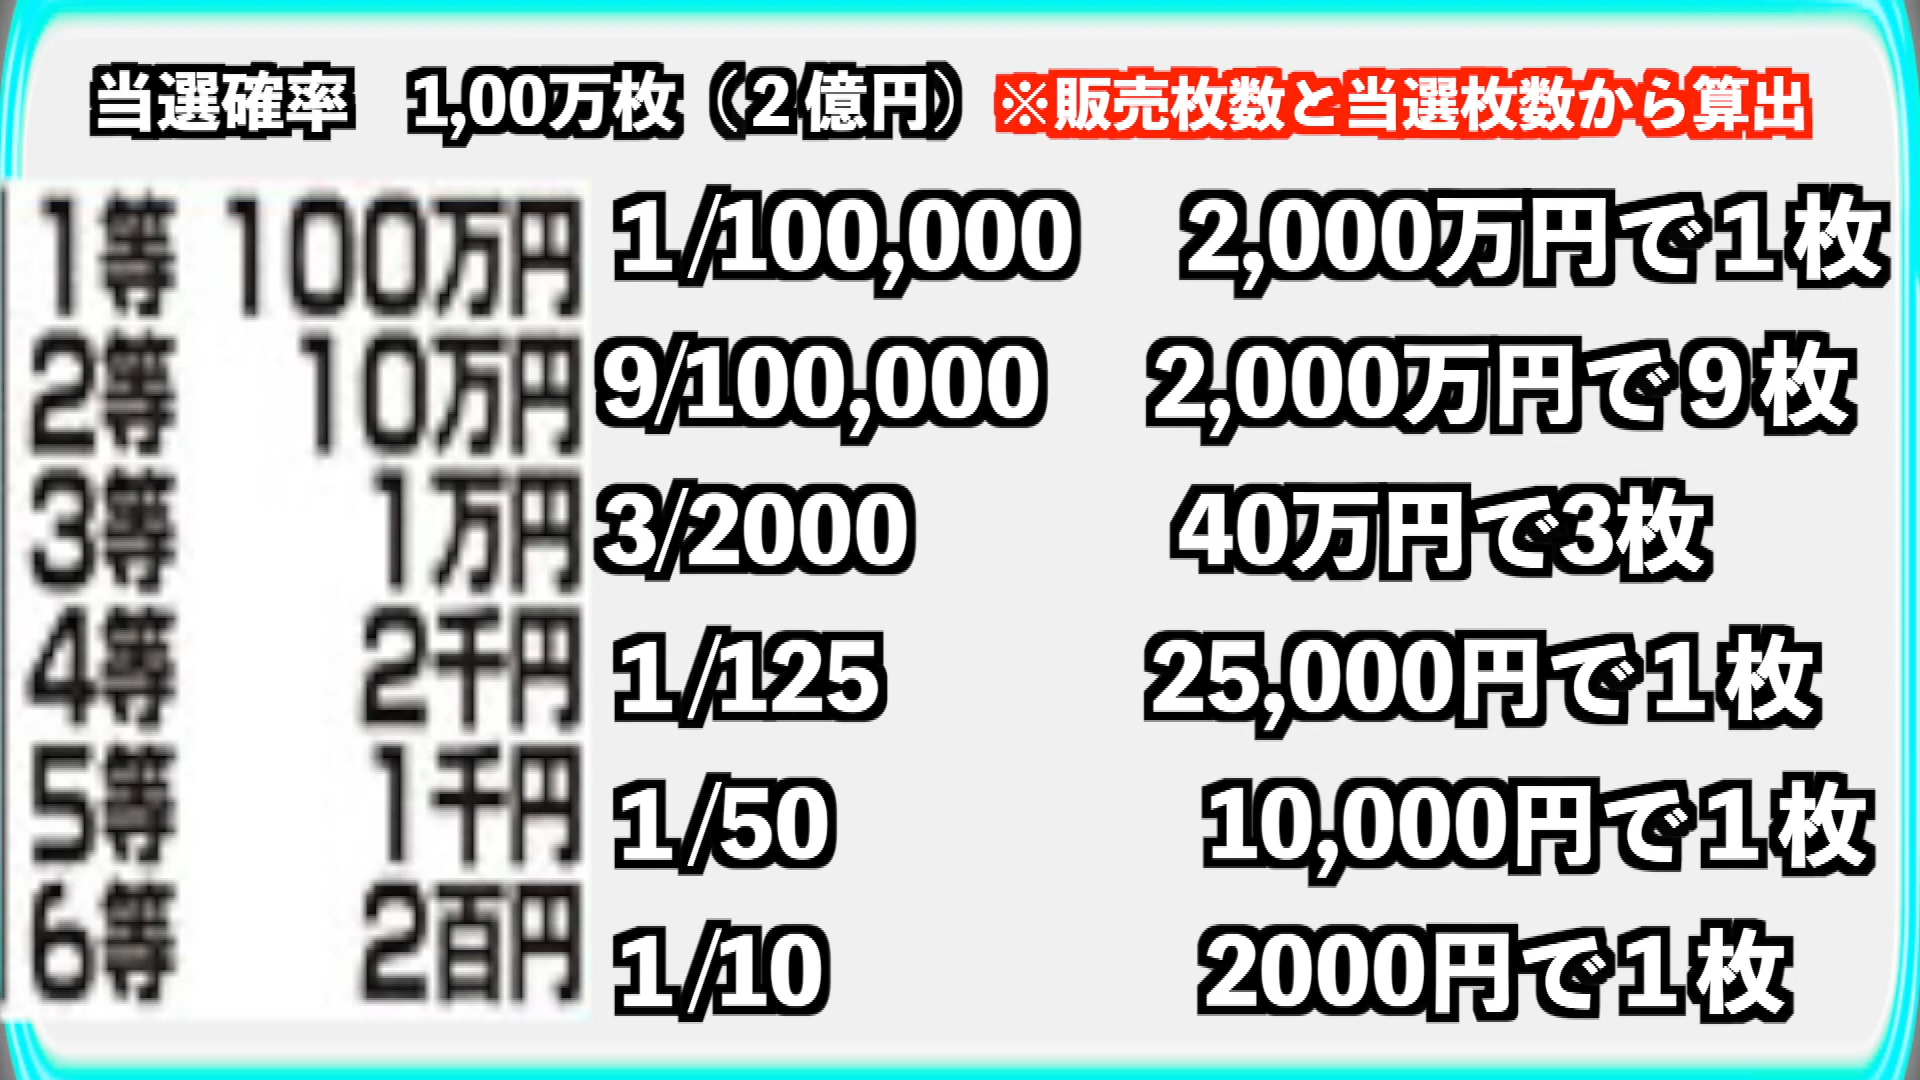 当選確率　1,00万枚（２億円）※販売枚数と当選枚数から算出
1等 100万円 1/100,000 2,000万円で1枚
2等 10万円 9/100,000 2,000万円で9枚
3等 1万円 3/2000 40万円で3枚
4等 2千円 1/125 25,000円で1枚
5等 1千円 1/50 10,000円で1枚
6等 2百円 1/10 2000円で1枚